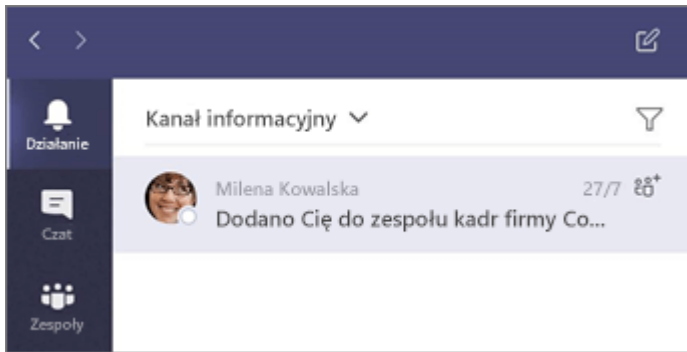 Działanie
Kanał informacyjny
Milena Kowalska 27/7
Dodano Cię do zespołu kadr firmy Co...
Czat
Zespoły